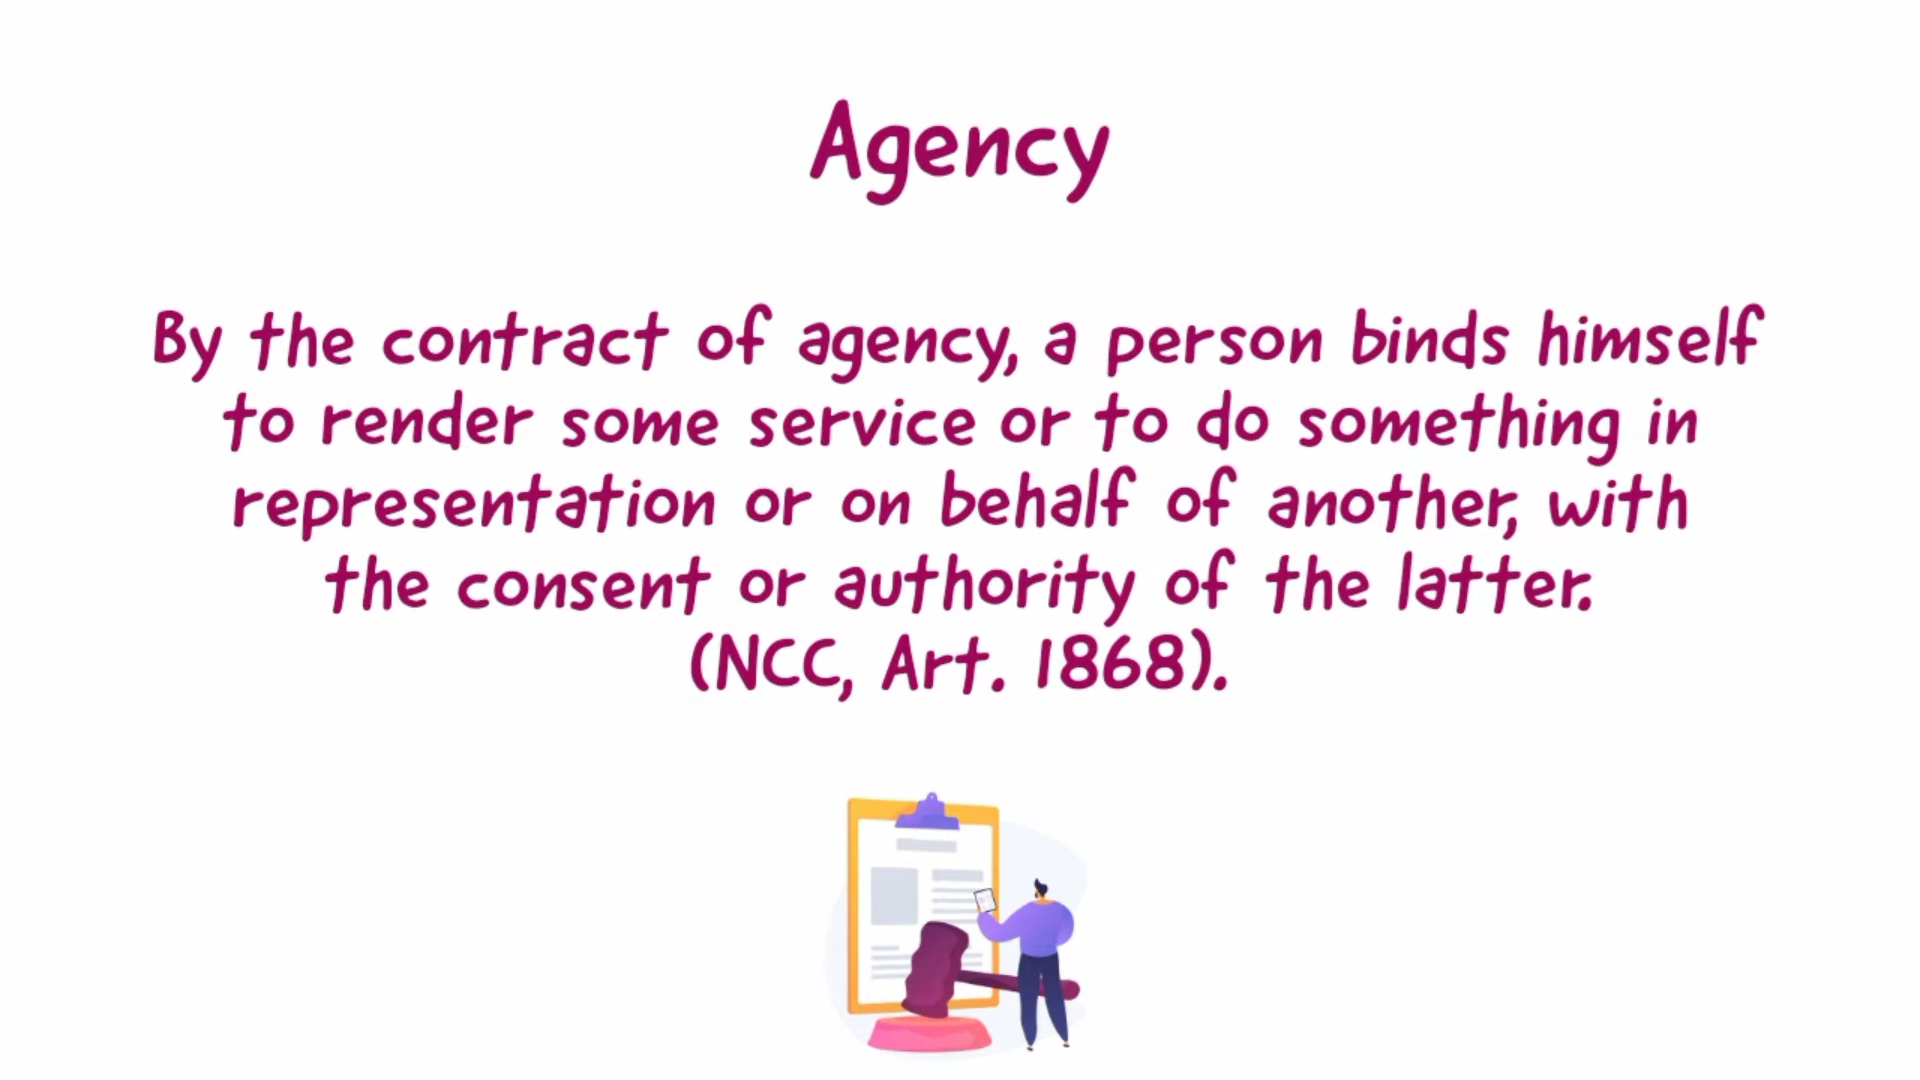 Agency
By the contract of agency, a person binds himself
to render some service or to do something in
representation or on behalf of another, with
the consent or authority of the latter.
(NCC, Art. 1868).